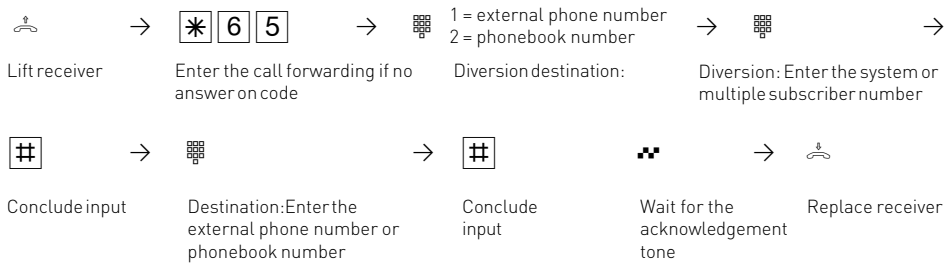 * 6 5
1 = external phone number
2 = phonebook number
Lift receiver
Enter the call forwarding if no
answer on code
Diversion destination:
Diversion: Enter the system or
multiple subscriber number
#
#
Conclude input
Destination: Enter the
external phone number or
phonebook number
Conclude
input
Wait for the
acknowledgement
tone
Replace receiver